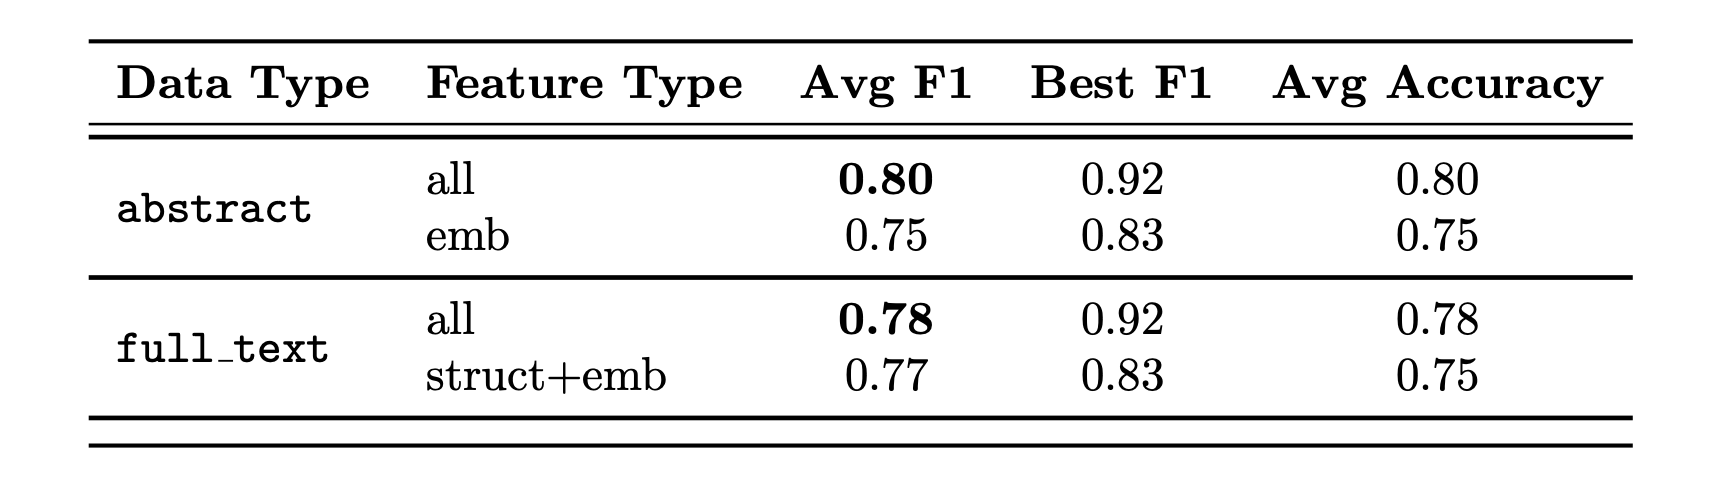 Data Type Feature Type Avg F1 Best F1 Avg Accuracy
abstract all 0.80 0.92 0.80
emb 0.75 0.83 0.75
full_text all 0.78 0.92 0.78
struct+emb 0.77 0.83 0.75